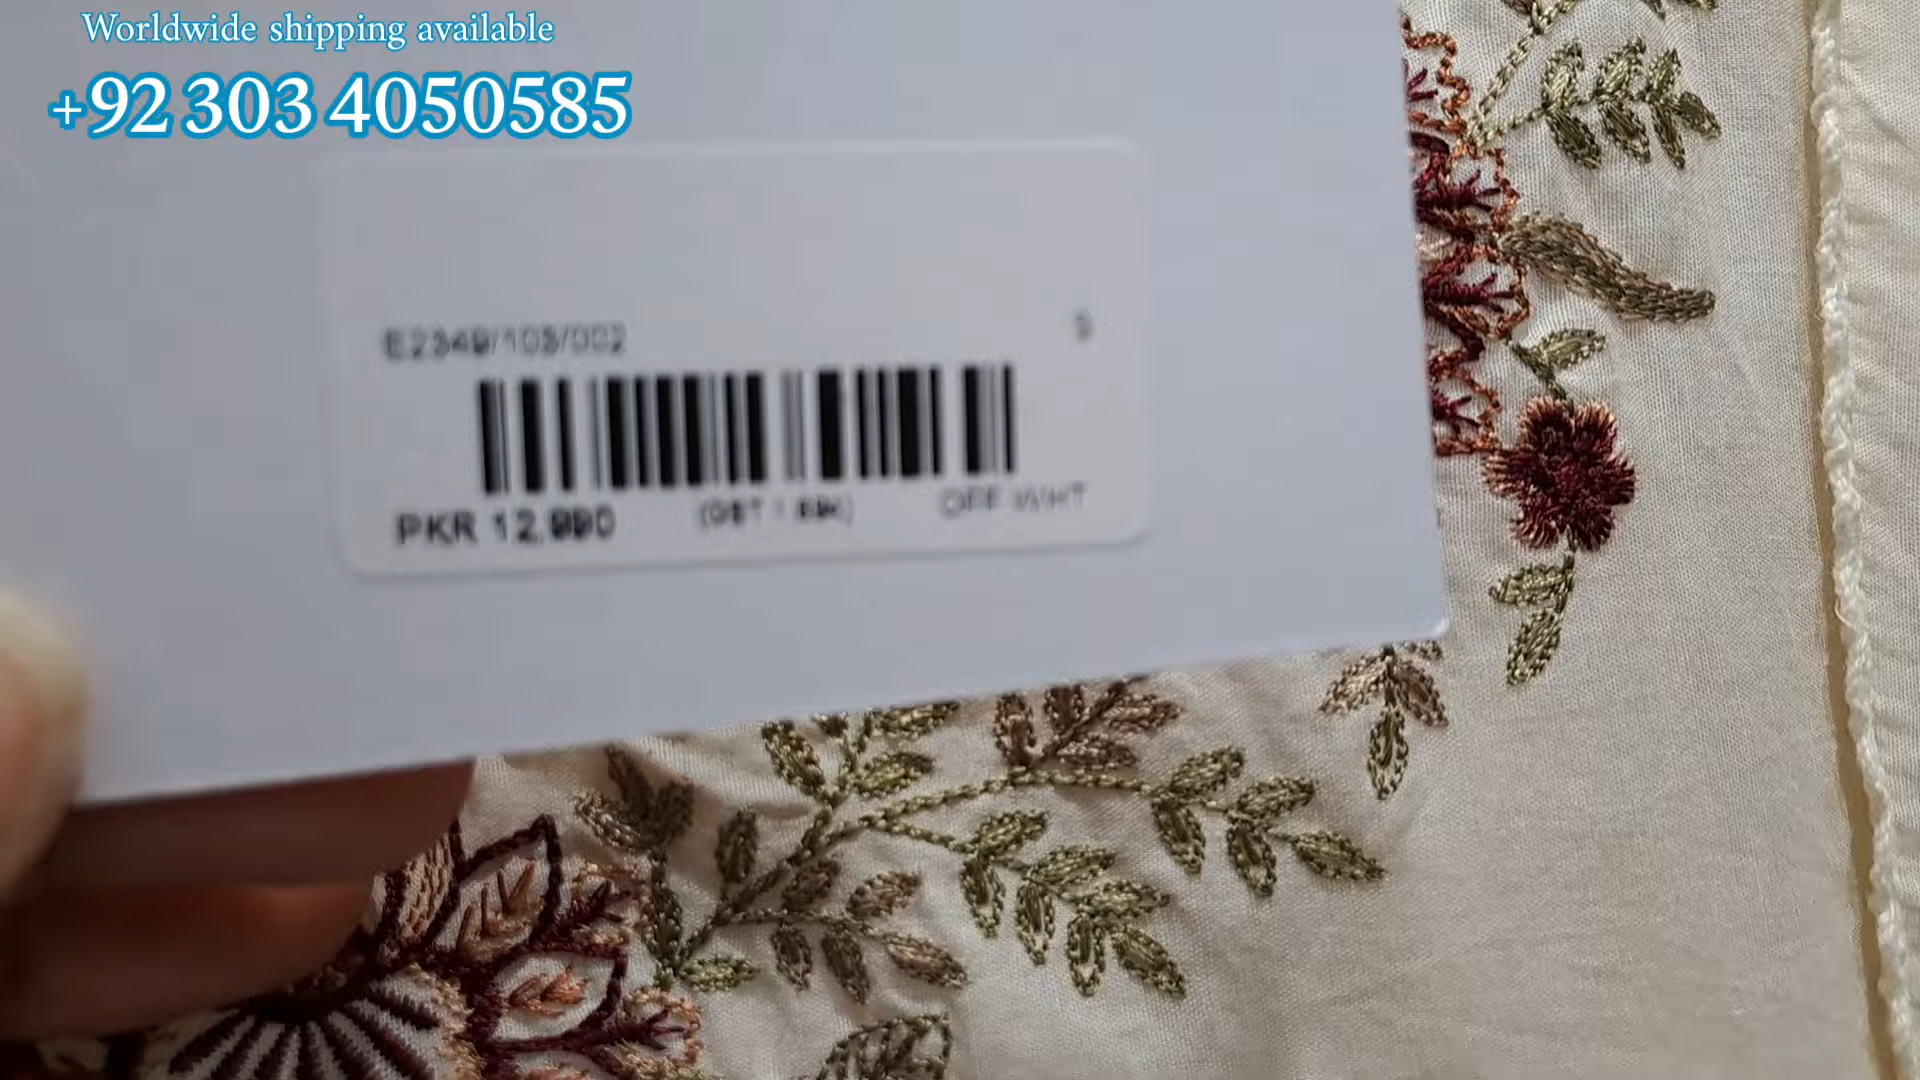 Worldwide shipping available
+92 303 4050585
E2349/103/002 S
PKR 12,990 OFF WHT